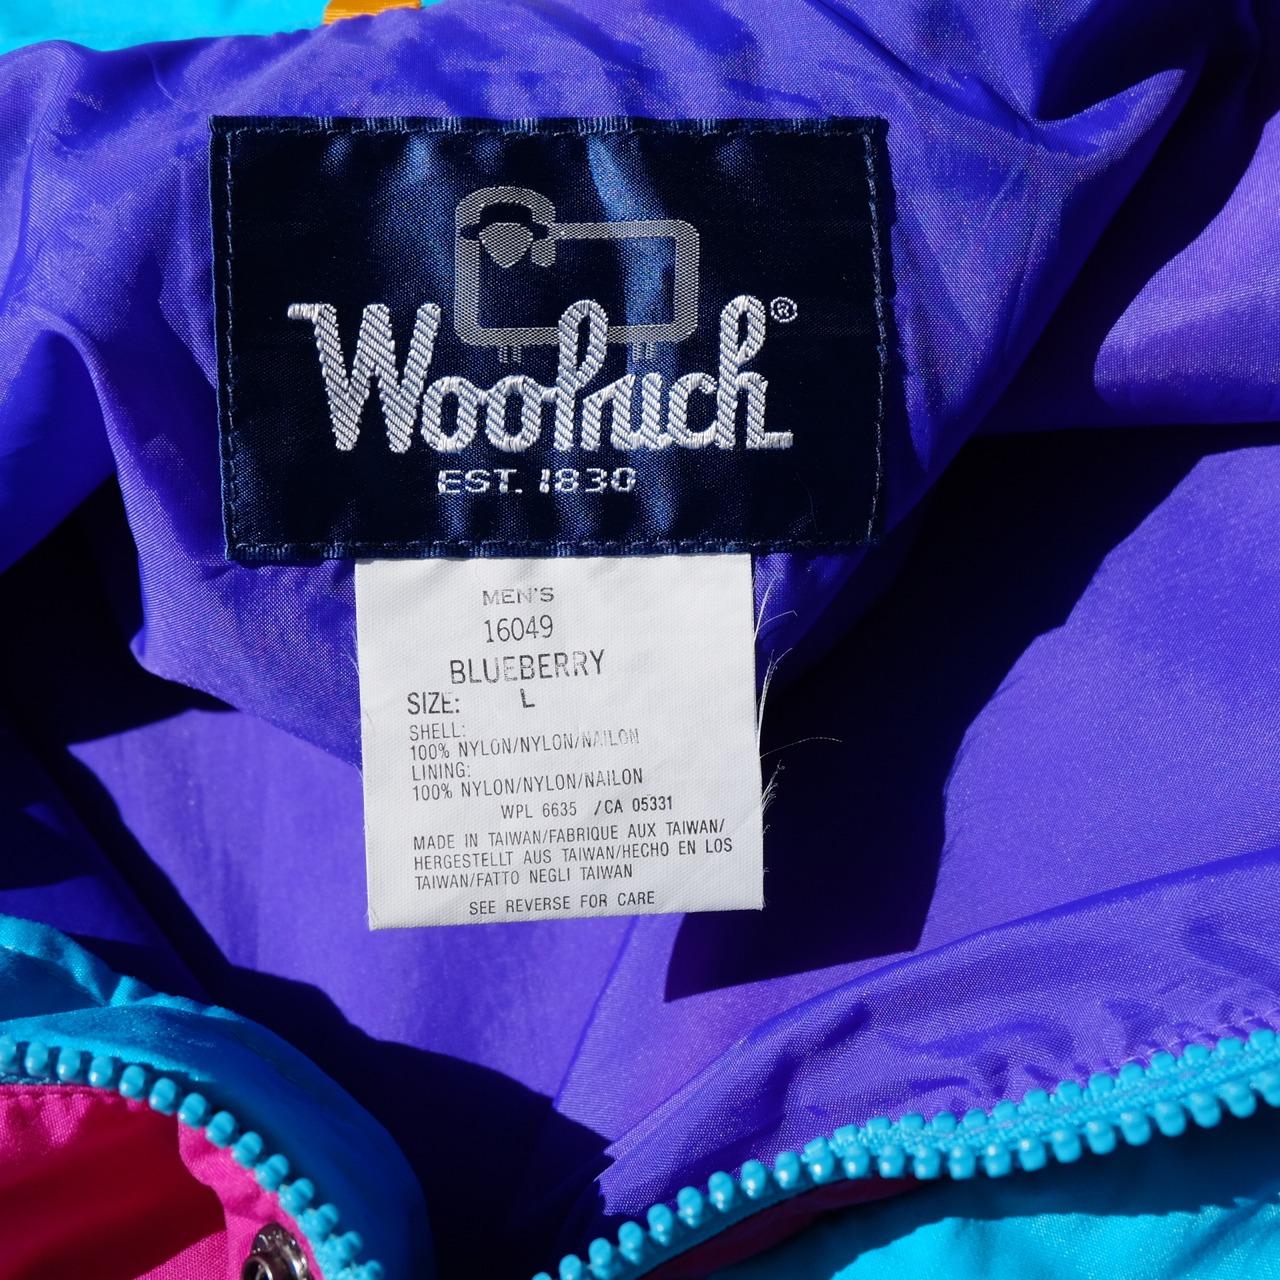 Woolrich®
EST. 1830
MEN'S
16049
BLUEBERRY
SIZE: L
SHELL:
100% NYLON/NYLON/NAILON
LINING:
100% NYLON/NYLON/NAILON
WPL 6635 /CA 05331
MADE IN TAIWAN/FABRIQUE AUX TAIWAN/
HERGESTELLT AUS TAIWAN/HECHO EN LOS
TAIWAN/FATTO NEGLI TAIWAN
SEE REVERSE FOR CARE